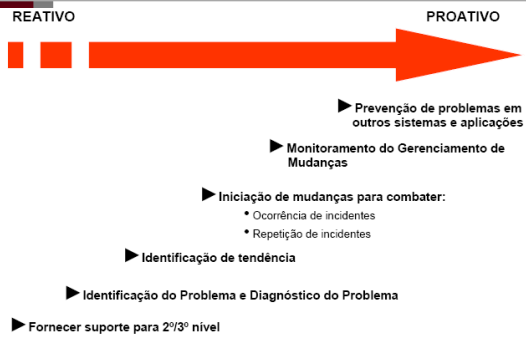 REATIVO
PROATIVO
Prevenção de problemas em
outros sistemas e aplicações
Monitoramento do Gerenciamento de
Mudanças
Iniciação de mudanças para combater:
• Ocorrência de incidentes
• Repetição de incidentes
Identificação de tendência
Identificação do Problema e Diagnóstico do Problema
Fornecer suporte para 2º/3º nível